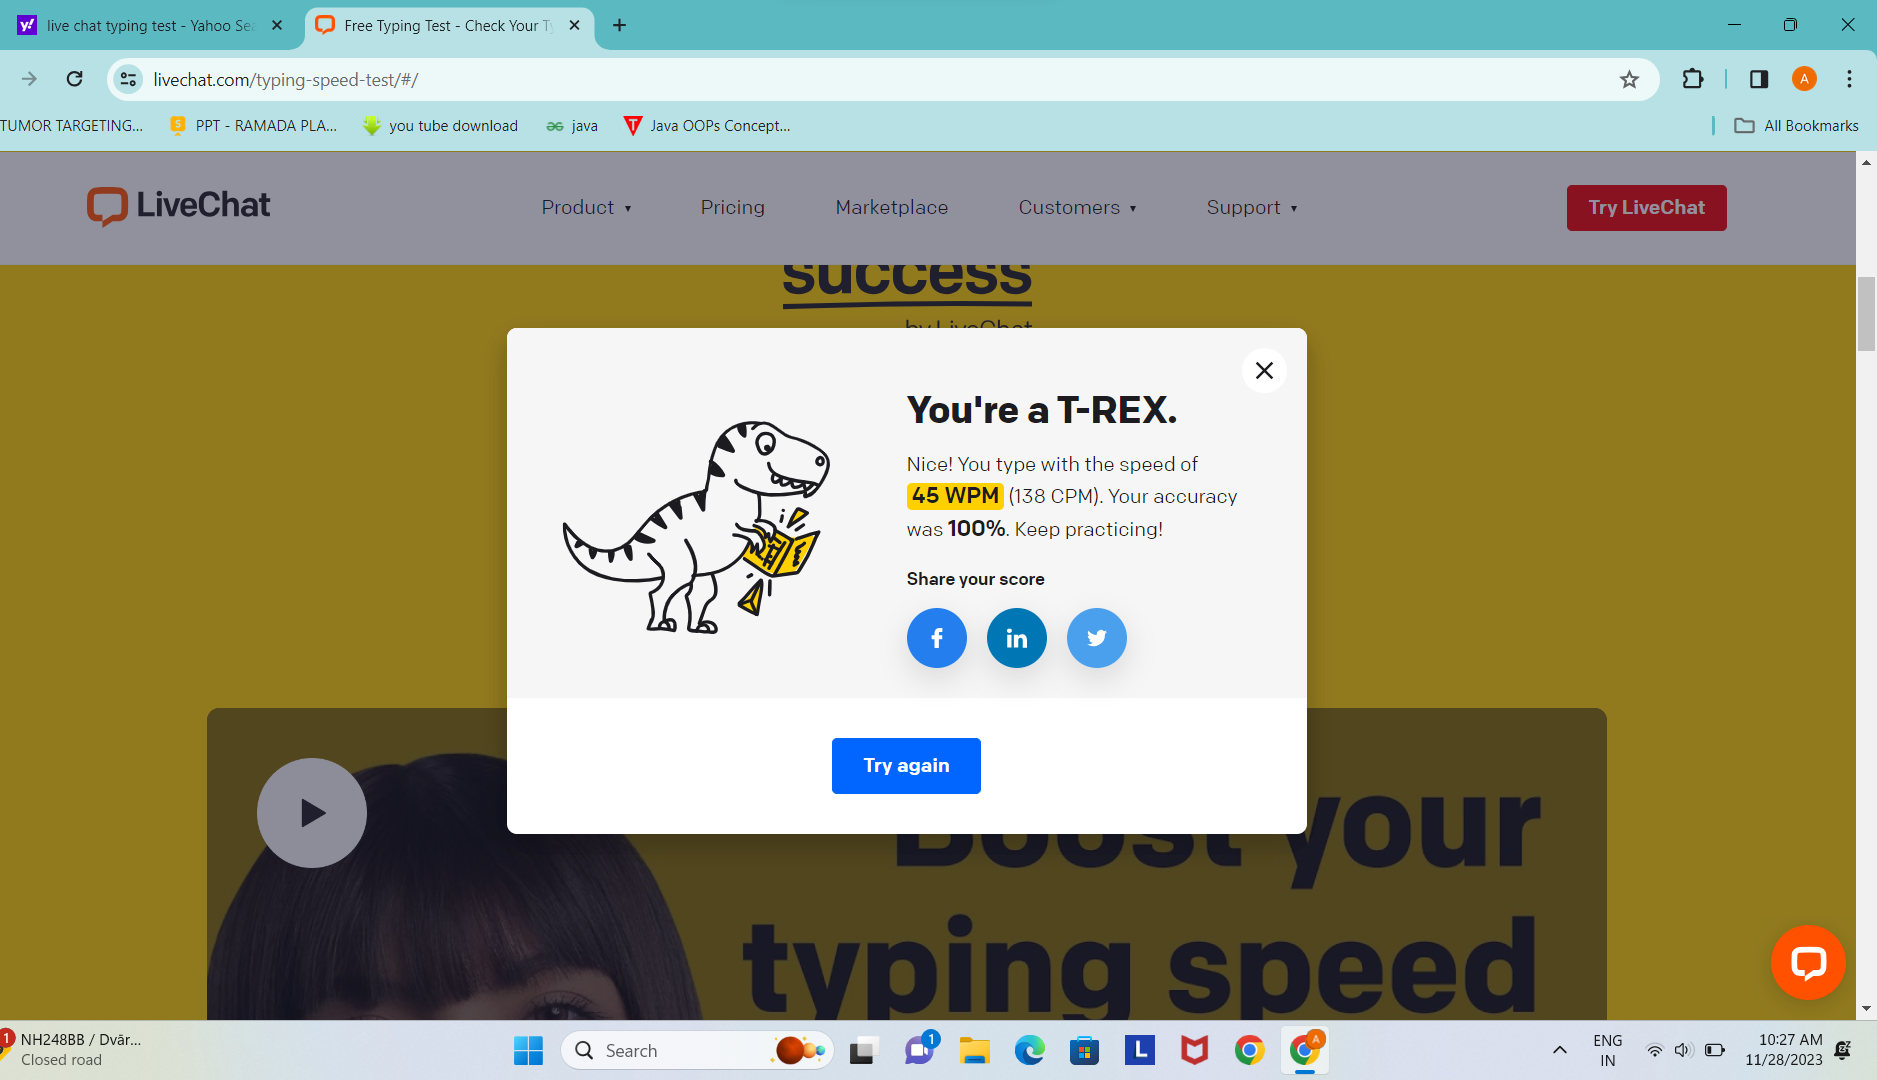 live chat typing test - Yahoo Sea
Free Typing Test - Check Your Ty
livechat.com/typing-speed-test/#/
A
TUMOR TARGETING...
PPT - RAMADA PLA...
you tube download
java
Java OOPs Concept...
All Bookmarks
LiveChat
Product
Pricing
Marketplace
Customers
Support
Try LiveChat
success
by LiveChat
You're a T-REX.
Nice! You type with the speed of
45 WPM (138 CPM). Your accuracy
was 100%. Keep practicing!
Share your score
Try again
Boost your
typing speed
1
NH248BB / Dvār...
Closed road
Search
1
L
A
ENG
IN
10:27 AM
11/28/2023